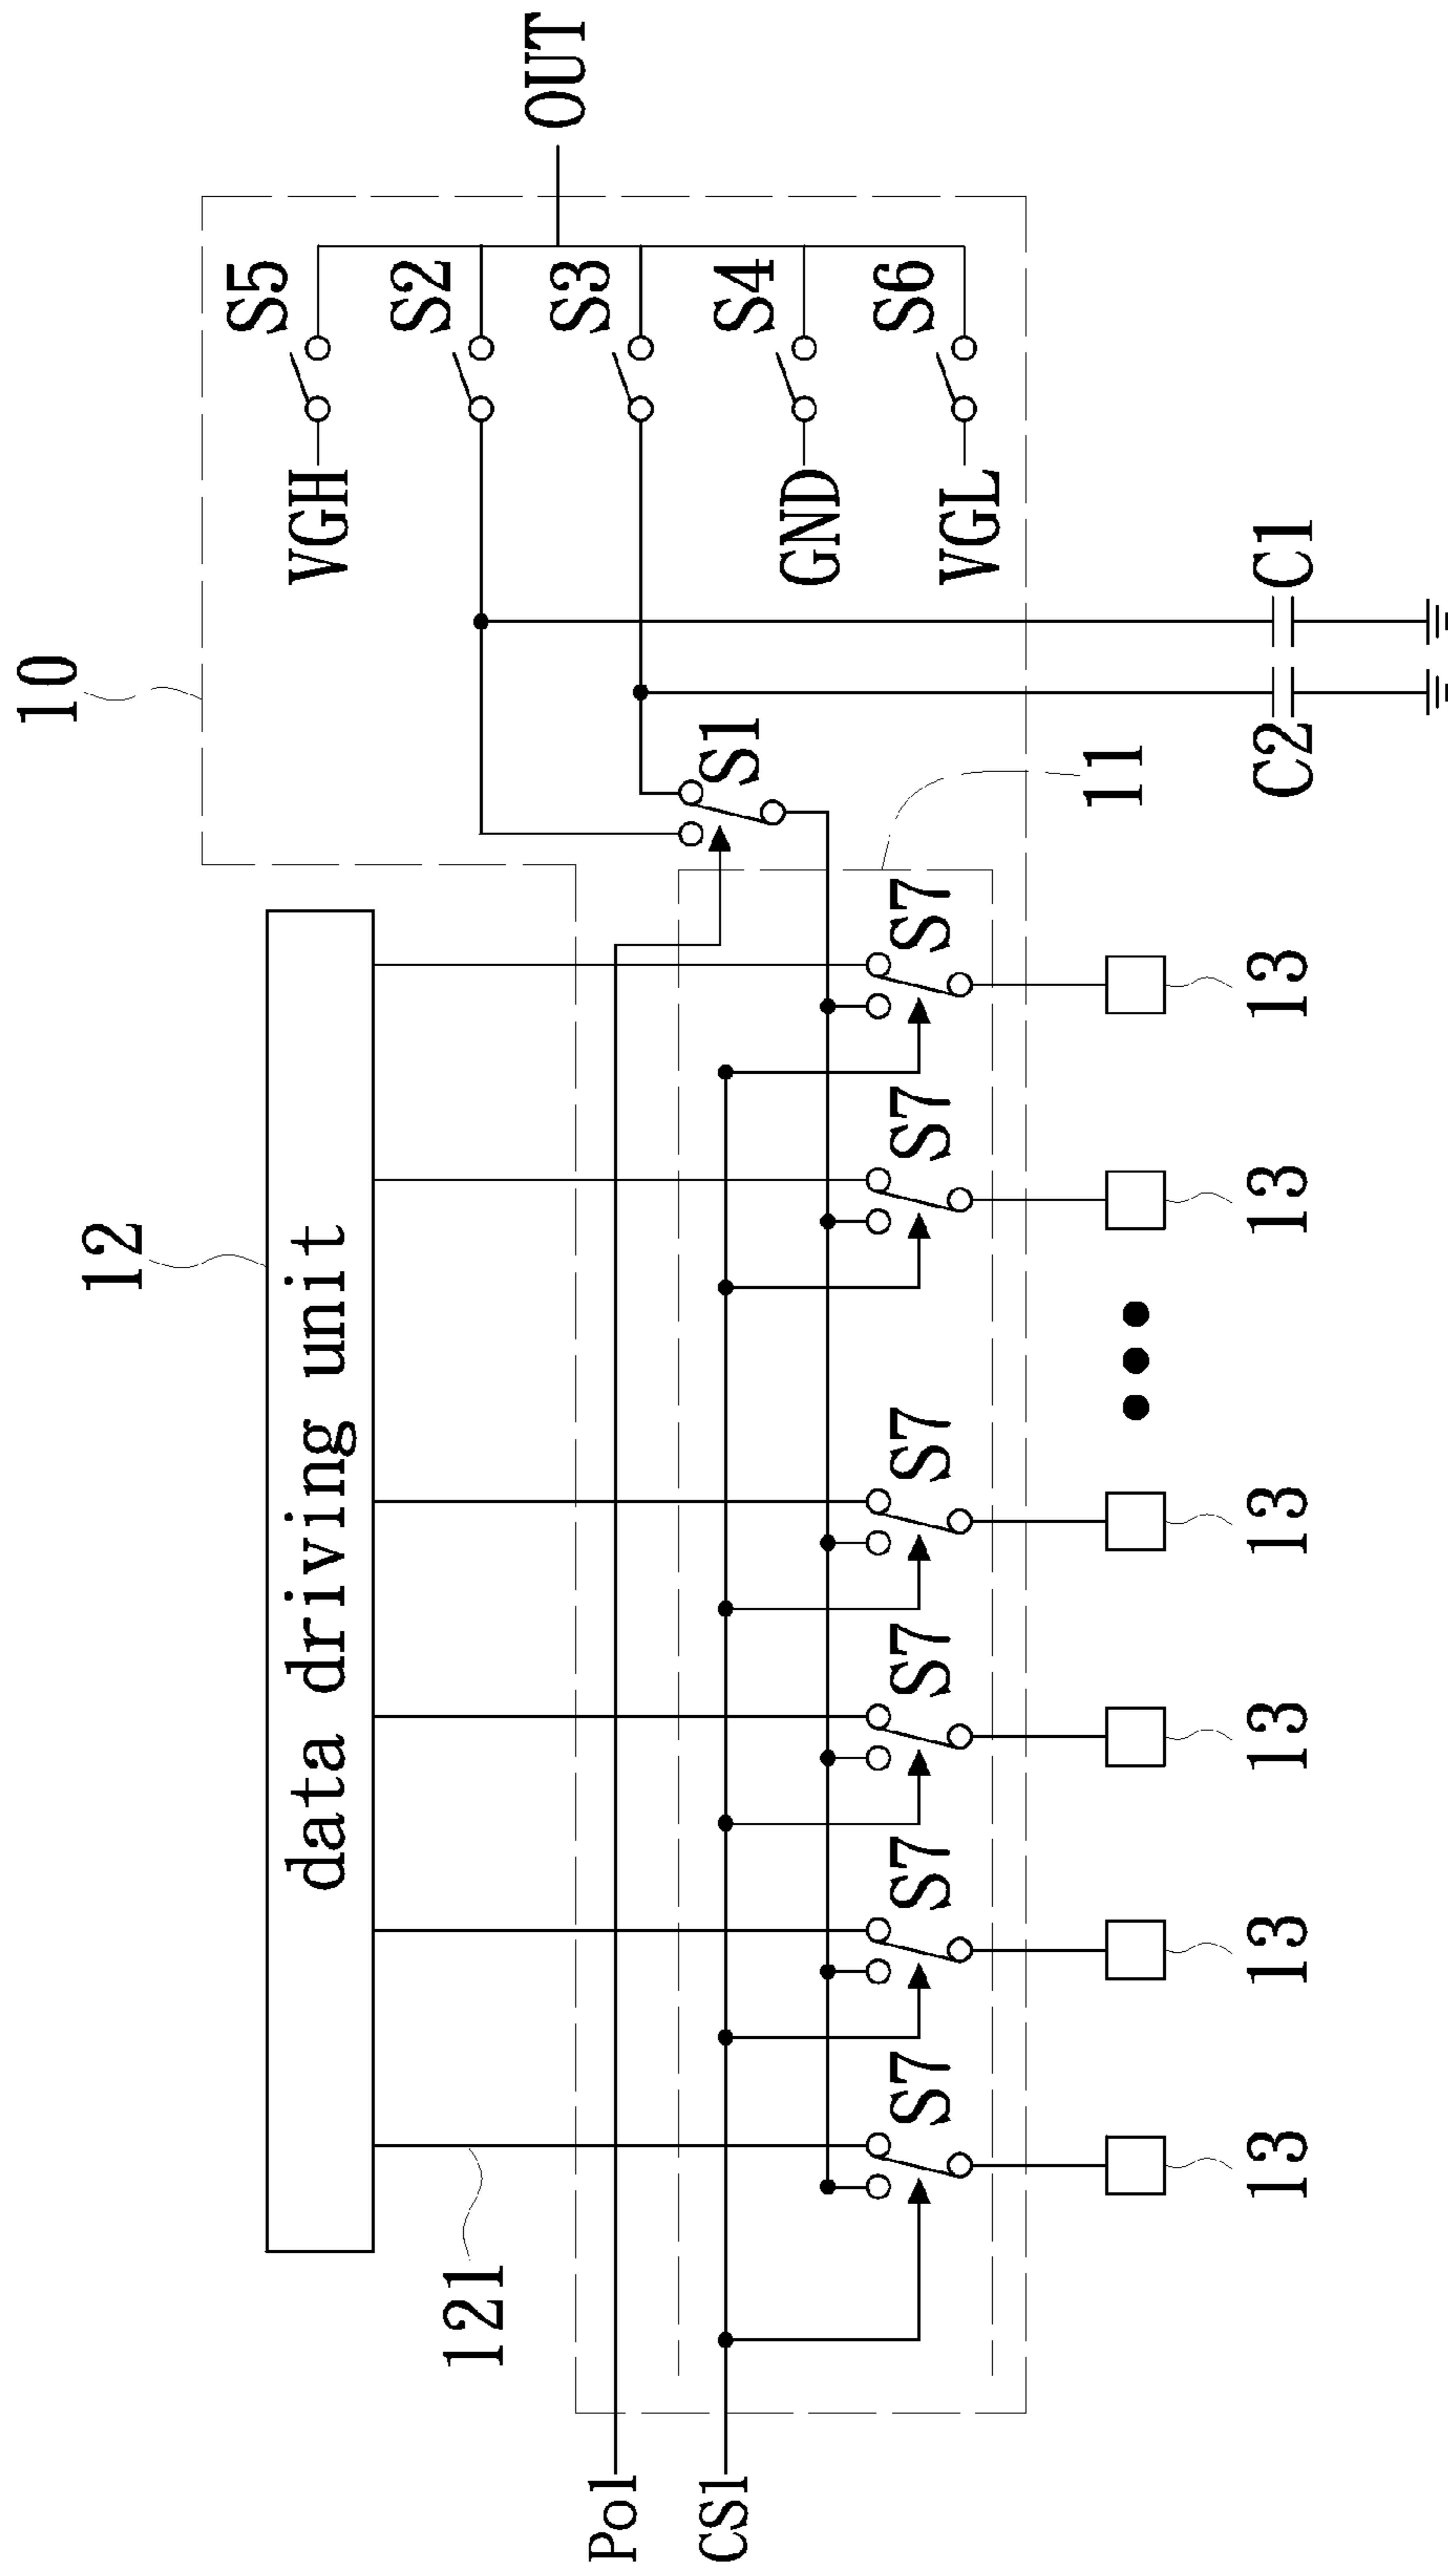 10
12
S5
data driving unit
VGH
S2
121
OUT
S3
Pol
CS1
S1
S4
GND
S7
S7
S7
S7
S7
S7
S6
VGL
11
13
13
13
13
13
13
C2
C1